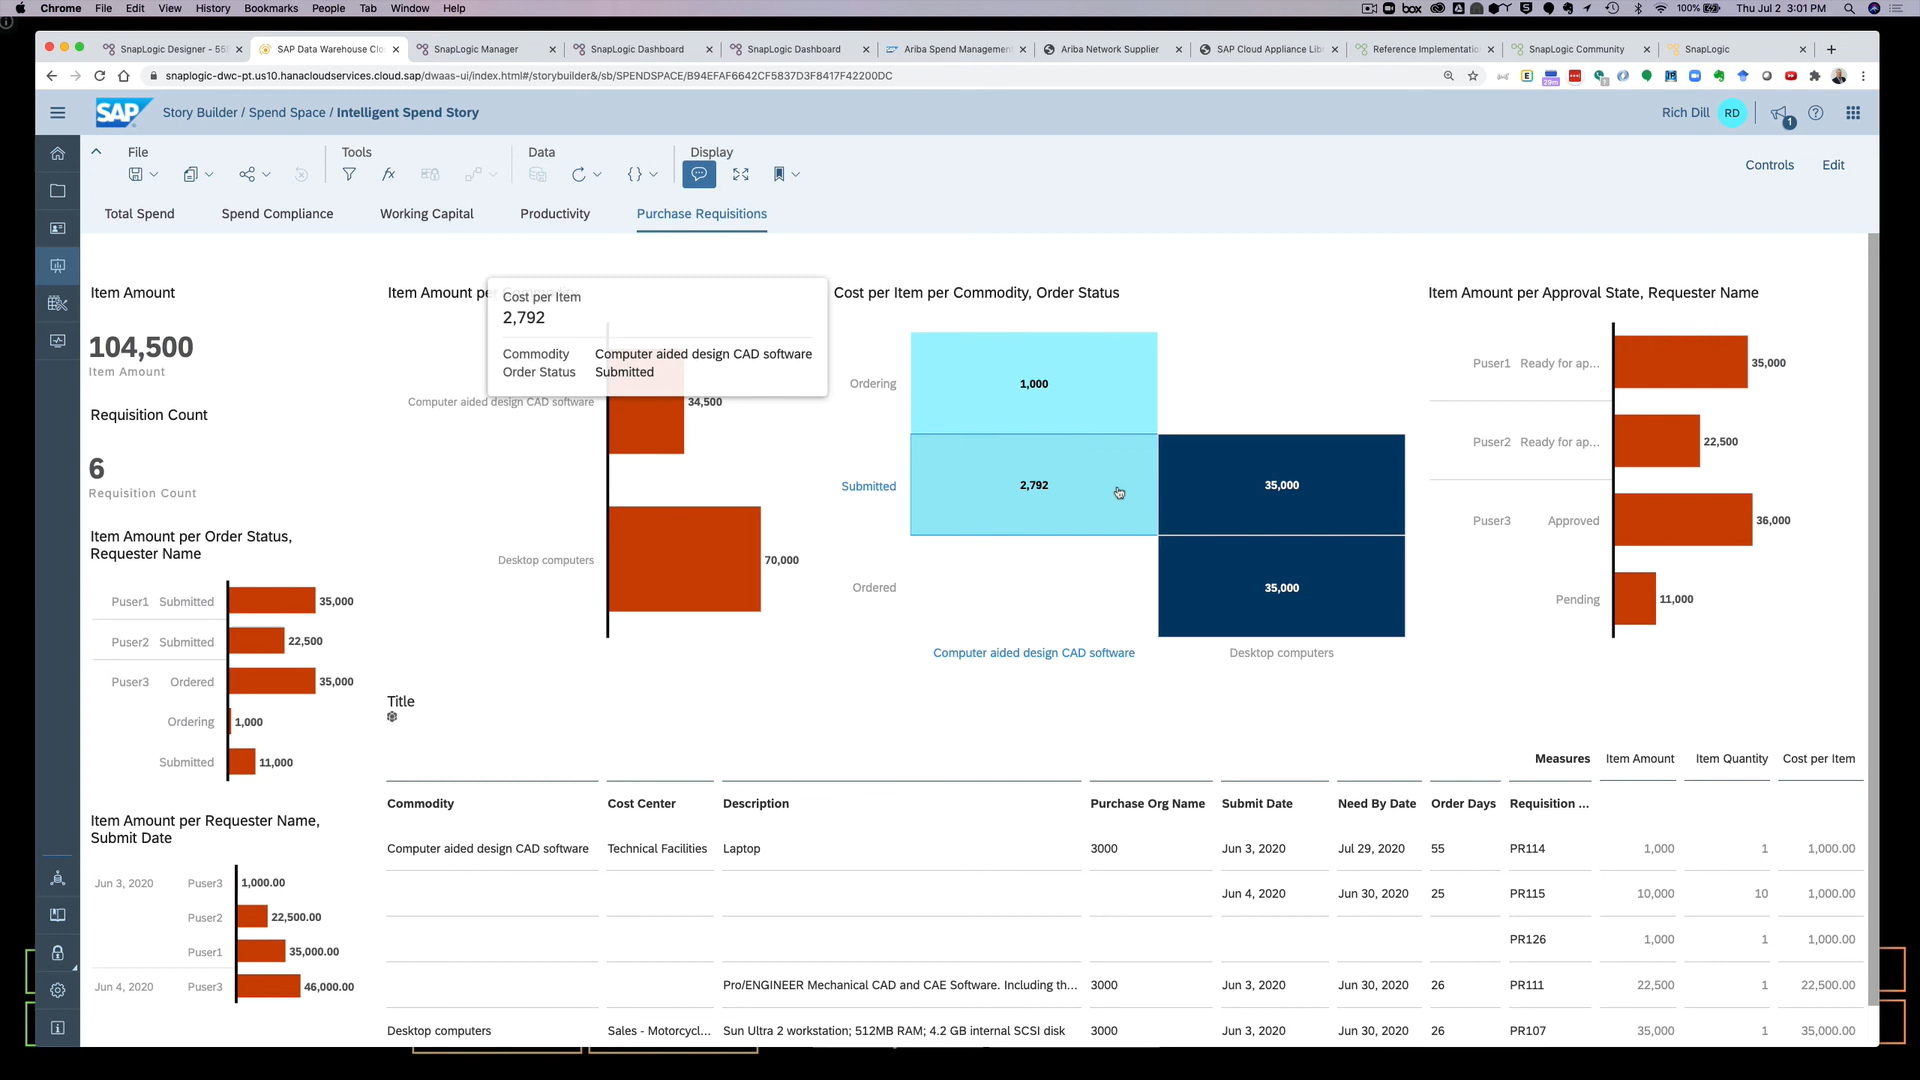 Chrome File Edit View History Bookmarks People Tab Window Help
box 100% Thu Jul 2 3:01 PM
SnapLogic Designer - 55 SAP Data Warehouse Clo SnapLogic Manager SnapLogic Dashboard SnapLogic Dashboard Ariba Spend Management Ariba Network Supplier SAP Cloud Appliance Lib Reference Implementatio SnapLogic Community SnapLogic
snaplogic-dwc-pt.us10.hanacloudservices.cloud.sap/dwaas-ui/index.html#/storybuilder&/sb/SPENDSPACE/B94EFAF6642CF5837D3F8417F42200DC
SAP Story Builder / Spend Space / Intelligent Spend Story
Rich Dill RD 1
File Tools Data Display
Controls Edit
Total Spend Spend Compliance Working Capital Productivity Purchase Requisitions
Item Amount
104,500
Item Amount
Requisition Count
6
Requisition Count
Item Amount per Order Status,
Requester Name
Puser1 Submitted 35,000
Puser2 Submitted 22,500
Puser3 Ordered 35,000
Ordering 1,000
Submitted 11,000
Item Amount per Requester Name,
Submit Date
Jun 3, 2020 Puser3 1,000.00
Puser2 22,500.00
Puser1 35,000.00
Jun 4, 2020 Puser3 46,000.00
Item Amount per Commodity
Cost per Item
2,792
Commodity Computer aided design CAD software
Order Status Submitted
Computer aided design CAD software 34,500
Desktop computers 70,000
Cost per Item per Commodity, Order Status
Ordering 1,000
Submitted 2,792 35,000
Ordered 35,000
Computer aided design CAD software Desktop computers
Item Amount per Approval State, Requester Name
Puser1 Ready for ap... 35,000
Puser2 Ready for ap... 22,500
Puser3 Approved 36,000
Pending 11,000
Title
Measures Item Amount Item Quantity Cost per Item
Commodity Cost Center Description Purchase Org Name Submit Date Need By Date Order Days Requisition ...
Computer aided design CAD software Technical Facilities Laptop 3000 Jun 3, 2020 Jul 29, 2020 55 PR114 1,000 1 1,000.00
Jun 4, 2020 Jun 30, 2020 25 PR115 10,000 10 1,000.00
PR126 1,000 1 1,000.00
Pro/ENGINEER Mechanical CAD and CAE Software. Including th... 3000 Jun 3, 2020 Jun 30, 2020 26 PR111 22,500 1 22,500.00
Desktop computers Sales - Motorcycl... Sun Ultra 2 workstation; 512MB RAM; 4.2 GB internal SCSI disk 3000 Jun 3, 2020 Jun 30, 2020 26 PR107 35,000 1 35,000.00